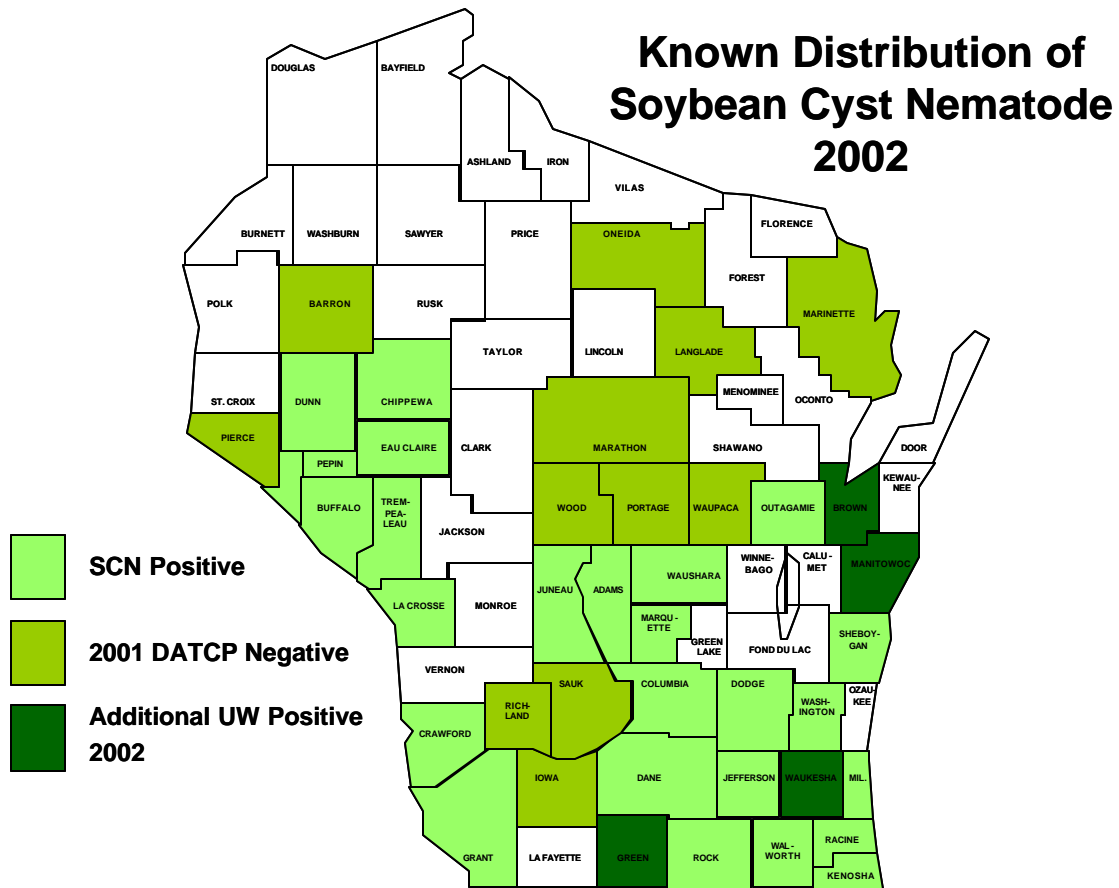 Known Distribution of
Soybean Cyst Nematode
2002
DOUGLAS
BAYFIELD
ASHLAND
IRON
VILAS
FLORENCE
BURNETT
WASHBURN
SAWYER
PRICE
ONEIDA
FOREST
POLK
BARRON
RUSK
MARINETTE
TAYLOR
LINCOLN
LANGLADE
MENOMINEE
OCONTO
ST. CROIX
DUNN
CHIPPEWA
PIERCE
EAU CLAIRE
CLARK
MARATHON
SHAWANO
DOOR
PEPIN
KEWAU-
NEE
BUFFALO
TREM-
PEA-
LEAU
WOOD
PORTAGE
WAUPACA
OUTAGAMIE
BROWN
JACKSON
WINNE-
BAGO
CALU-
MET
MANITOWOC
JUNEAU
ADAMS
WAUSHARA
LA CROSSE
MONROE
MARQU-
ETTE
GREEN
LAKE
FOND DU LAC
SHEBOY-
GAN
VERNON
SAUK
COLUMBIA
DODGE
OZAU-
KEE
RICH-
LAND
WASH-
INGTON
CRAWFORD
IOWA
DANE
JEFFERSON
WAUKESHA
MIL.
GRANT
LA FAYETTE
GREEN
ROCK
WAL-
WORTH
RACINE
KENOSHA
SCN Positive
2001 DATCP Negative
Additional UW Positive
2002